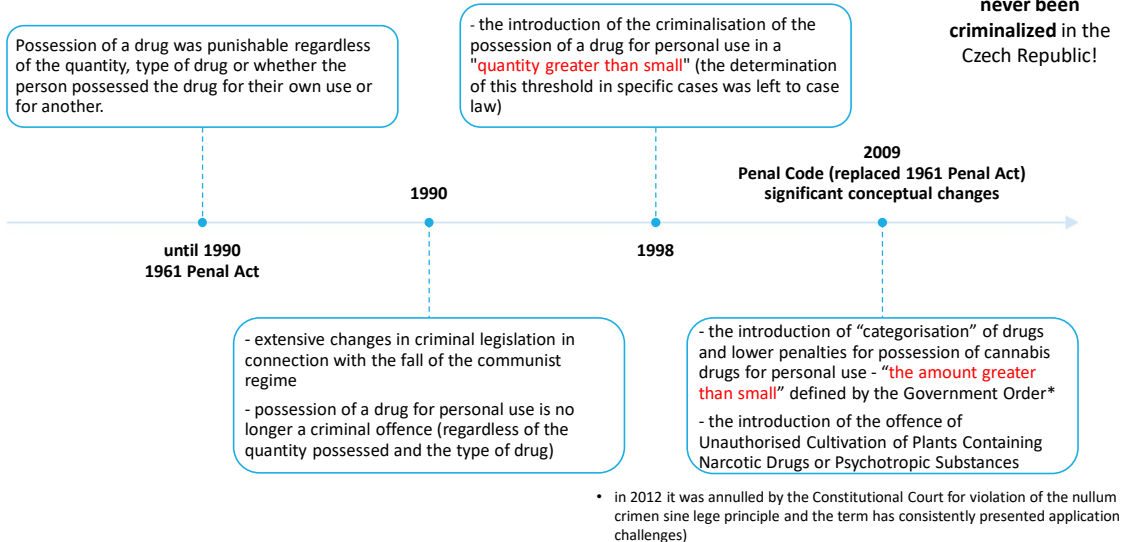 never been
criminalized in the
Czech Republic!
Possession of a drug was punishable regardless
of the quantity, type of drug or whether the
person possessed the drug for their own use or
for another.
- the introduction of the criminalisation of the
possession of a drug for personal use in a
"quantity greater than small" (the determination
of this threshold in specific cases was left to case
law)
2009
Penal Code (replaced 1961 Penal Act)
significant conceptual changes
1990
until 1990
1961 Penal Act
1998
- extensive changes in criminal legislation in
connection with the fall of the communist
regime
- possession of a drug for personal use is no
longer a criminal offence (regardless of the
quantity possessed and the type of drug)
- the introduction of “categorisation” of drugs
and lower penalties for possession of cannabis
drugs for personal use - “the amount greater
than small” defined by the Government Order*
- the introduction of the offence of
Unauthorised Cultivation of Plants Containing
Narcotic Drugs or Psychotropic Substances
• in 2012 it was annulled by the Constitutional Court for violation of the nullum
crimen sine lege principle and the term has consistently presented application
challenges)